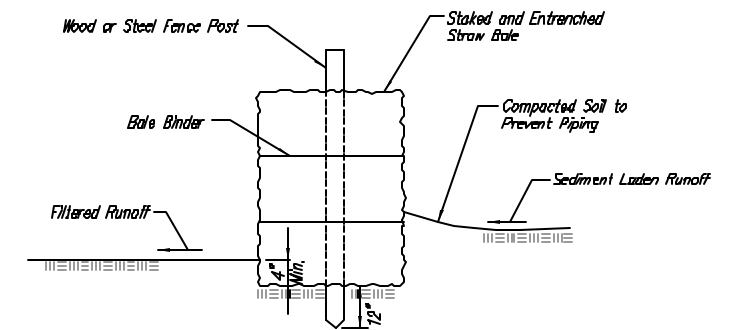 Wood or Steel Fence Post
Staked and Entrenched
Straw Bale
Bale Binder
Compacted Soil to
Prevent Piping
Sediment Laden Runoff
Filtered Runoff
4"
Min.
12"